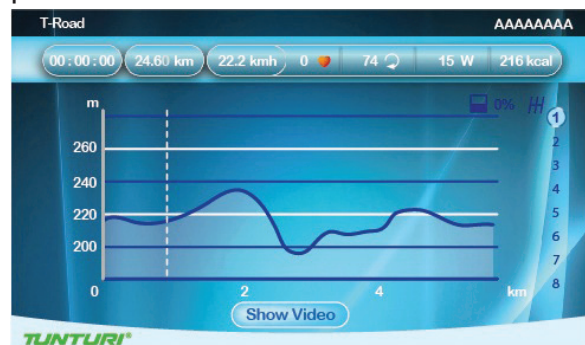 T-Road AAAAAAAA
00:00:00 24.60 km 22.2 kmh 0 74 15 W 216 kcal
m 0% 1
2
260 3
240 4
220 5
6
200 7
0 2 4 km 8
Show Video
TUNTURI®